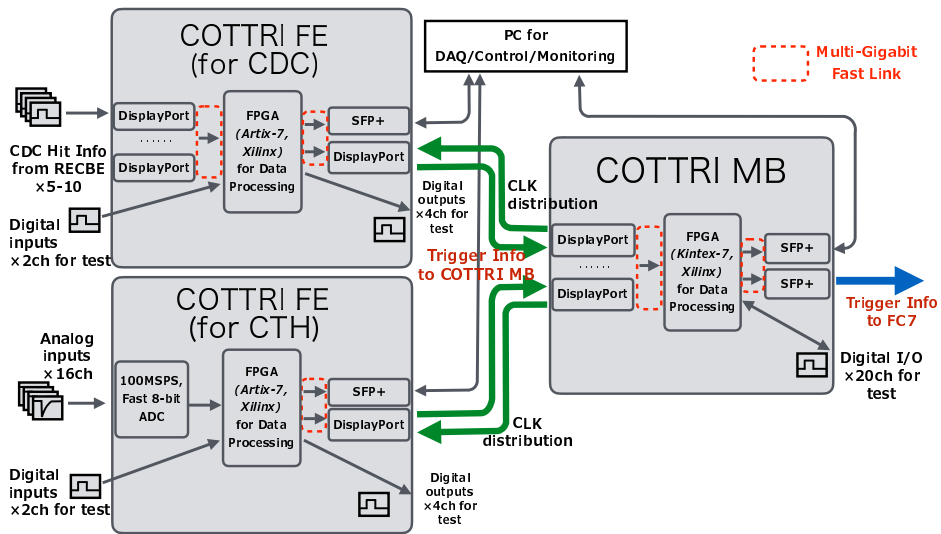 COTTRI FE
(for CDC)
PC for
DAQ/Control/Monitoring
Multi-Gigabit
Fast Link
DisplayPort
......
DisplayPort
FPGA
(Artix-7,
Xilinx)
for Data
Processing
SFP+
DisplayPort
CDC Hit Info
from RECBE
×5-10
Digital
inputs
×2ch for test
Digital
outputs
×4ch for
test
CLK
distribution
Trigger Info
to COTTRI MB
COTTRI MB
DisplayPort
......
DisplayPort
FPGA
(Kintex-7,
Xilinx)
for Data
Processing
SFP+
SFP+
Trigger Info
to FC7
Digital I/O
×20ch for
test
COTTRI FE
(for CTH)
Analog
inputs
×16ch
100MSPS,
Fast 8-bit
ADC
FPGA
(Artix-7,
Xilinx)
for Data
Processing
SFP+
DisplayPort
CLK
distribution
Digital
inputs
×2ch for test
Digital
outputs
×4ch for
test